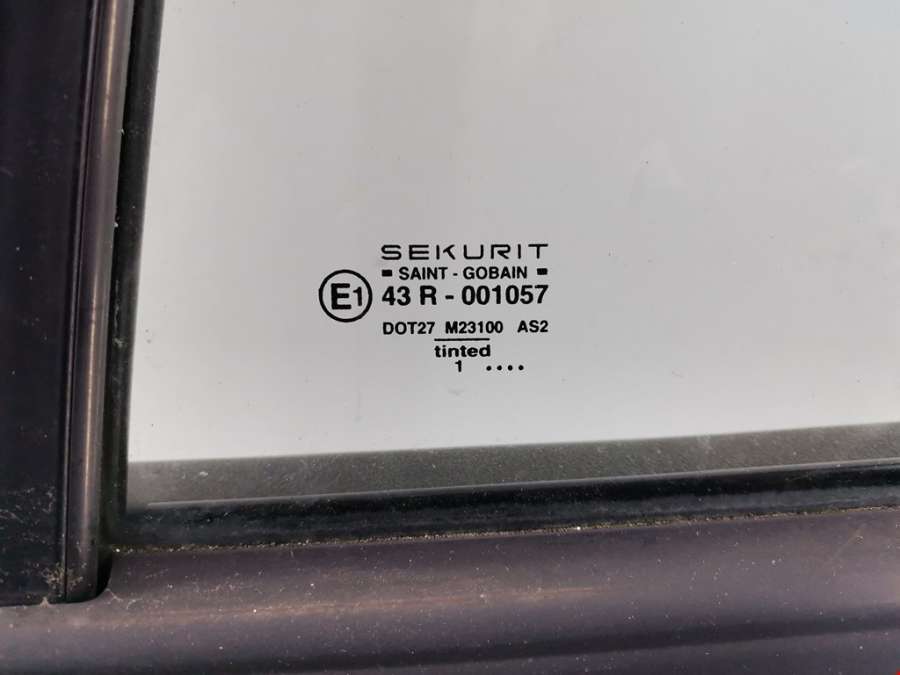 SEKURIT
SAINT - GOBAIN
E1 43 R - 001057
DOT27 M23100 AS2
tinted
1 ....